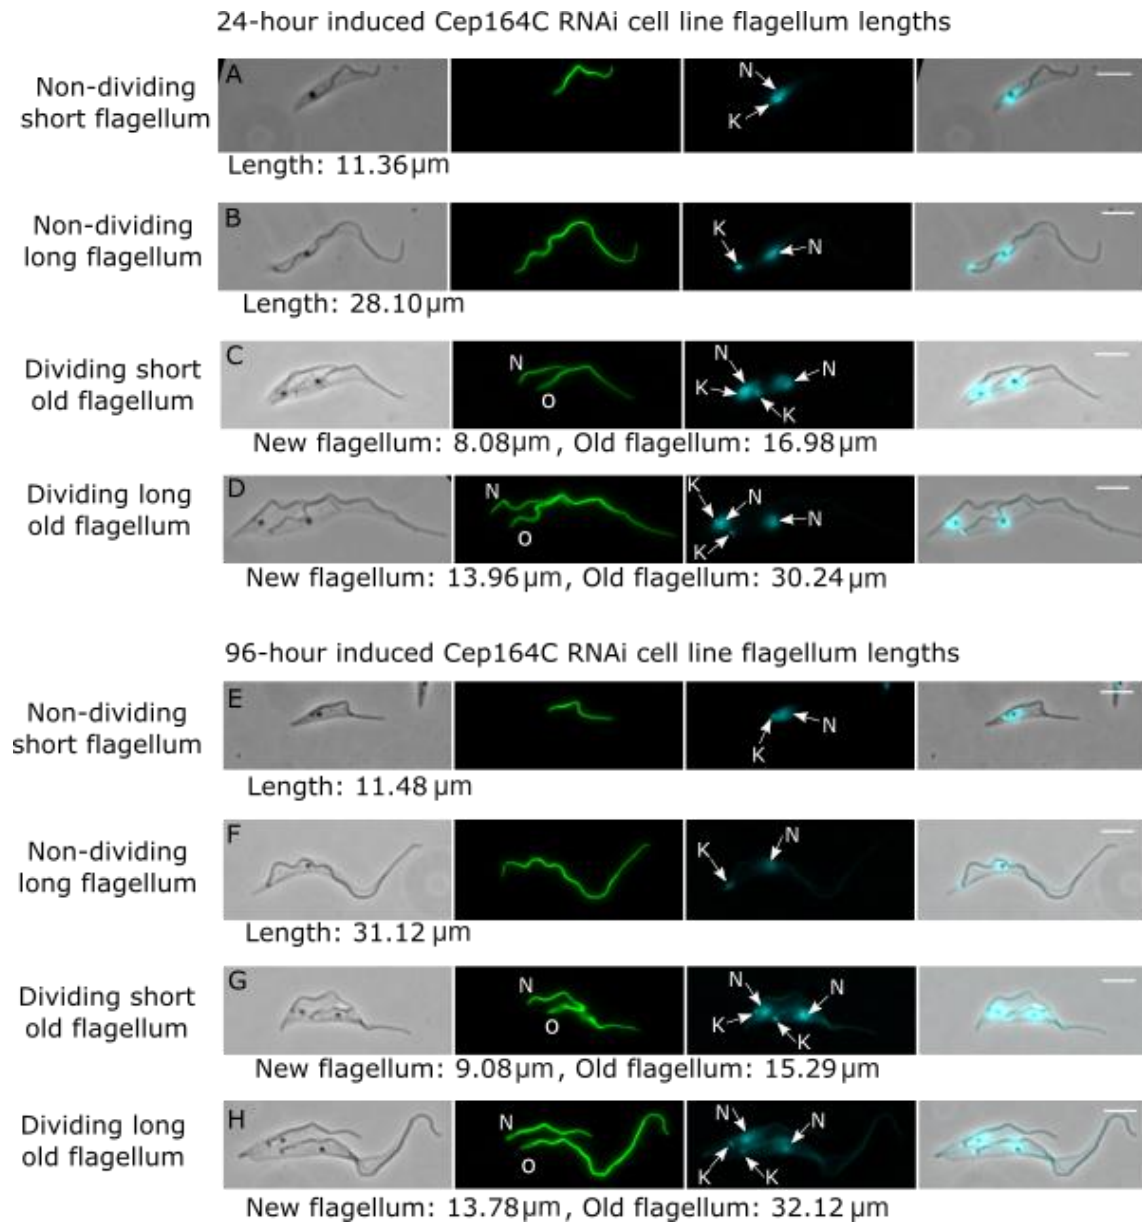 24-hour induced Cep164C RNAi cell line flagellum lengths
Non-dividing
short flagellum
A
N
K
Length: 11.36µm
Non-dividing
long flagellum
B
K
N
Length: 28.10µm
Dividing short
old flagellum
C
N
O
N
N
K
K
New flagellum: 8.08µm, Old flagellum: 16.98µm
Dividing long
old flagellum
D
N
O
K
N
N
K
New flagellum: 13.96µm, Old flagellum: 30.24µm
96-hour induced Cep164C RNAi cell line flagellum lengths
Non-dividing
short flagellum
E
N
K
Length: 11.48µm
Non-dividing
long flagellum
F
N
K
Length: 31.12µm
Dividing short
old flagellum
G
N
O
N
N
K
K
New flagellum: 9.08µm, Old flagellum: 15.29µm
Dividing long
old flagellum
H
N
O
N
N
K
K
New flagellum: 13.78µm, Old flagellum: 32.12µm